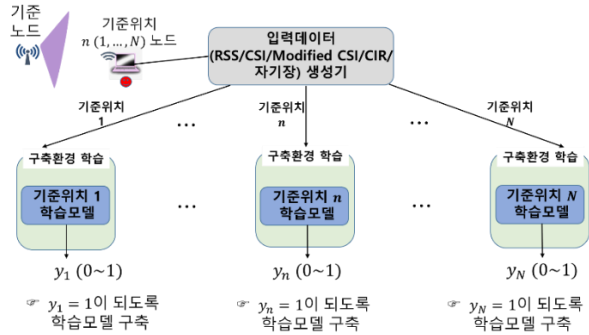 기준
노드
기준위치
n (1, …, N) 노드
입력데이터
(RSS/CSI/Modified CSI/CIR/
자기장) 생성기
기준위치
1
…
기준위치
n
…
기준위치
N
구축환경 학습
구축환경 학습
구축환경 학습
기준위치 1
학습모델
…
기준위치 n
학습모델
…
기준위치 N
학습모델
y₁ (0~1)
yₙ (0~1)
y_N (0~1)
☞ y₁ = 1이 되도록
학습모델 구축
☞ yₙ = 1이 되도록
학습모델 구축
☞ y_N = 1이 되도록
학습모델 구축